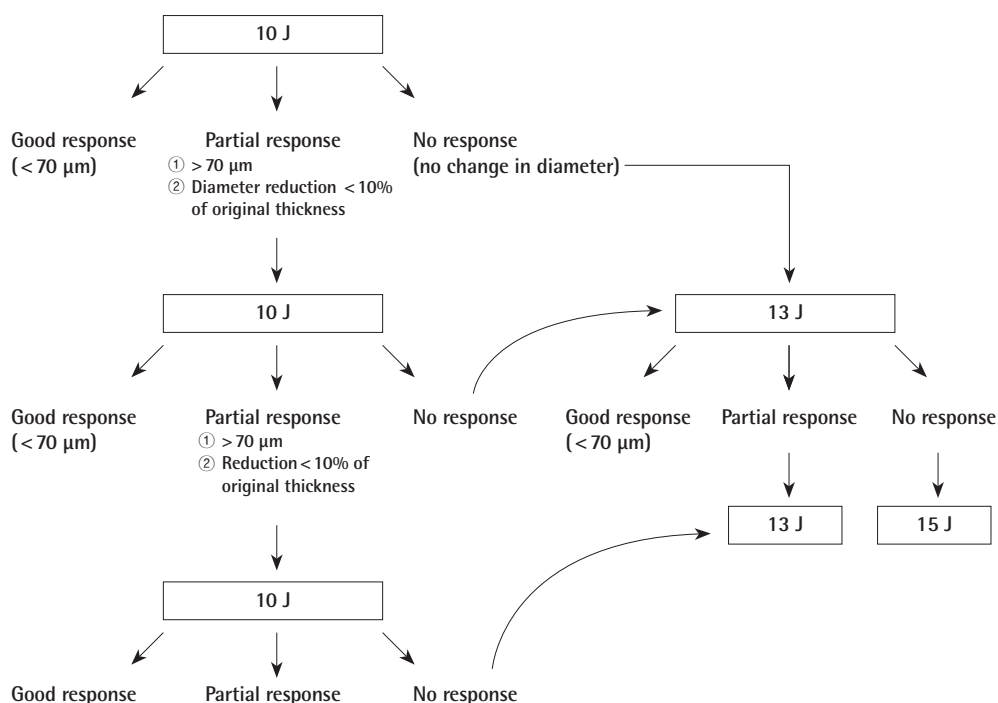 10 J
Good response
(< 70 µm)
Partial response
① > 70 µm
② Diameter reduction < 10%
of original thickness
No response
(no change in diameter)
10 J
13 J
Good response
(< 70 µm)
Partial response
① > 70 µm
② Reduction < 10% of
original thickness
No response
Good response
(< 70 µm)
Partial response
No response
13 J
15 J
10 J
Good response
Partial response
No response